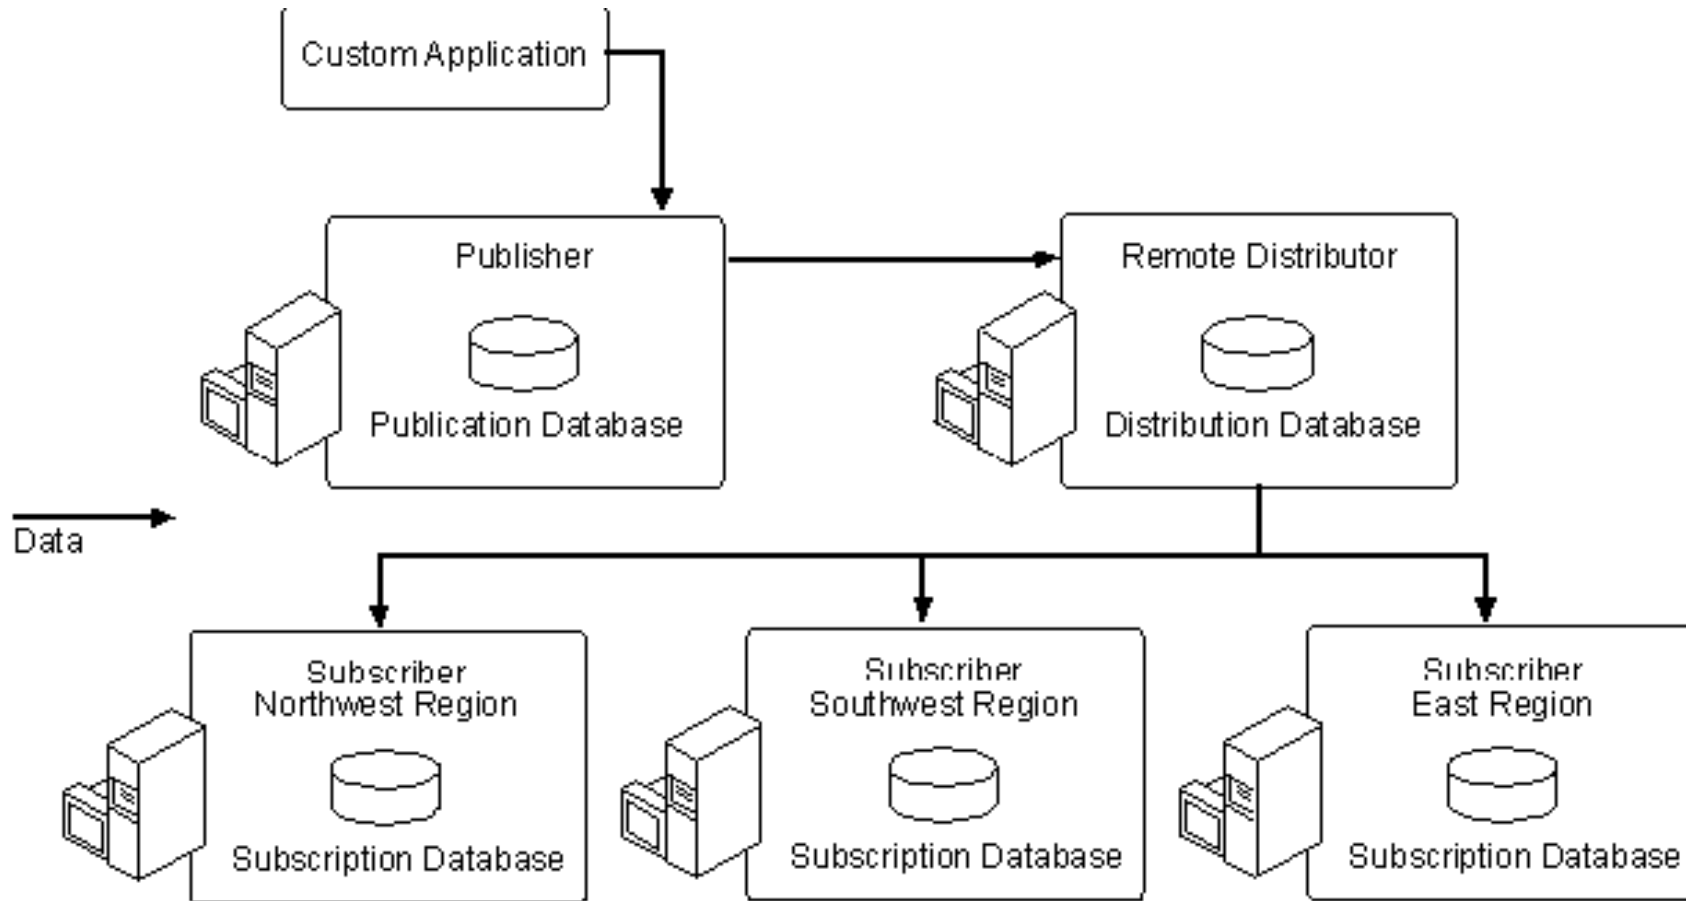 Custom Application
Publisher
Publication Database
Remote Distributor
Distribution Database
Data
Subscriber
Northwest Region
Subscription Database
Subscriber
Southwest Region
Subscription Database
Subscriber
East Region
Subscription Database